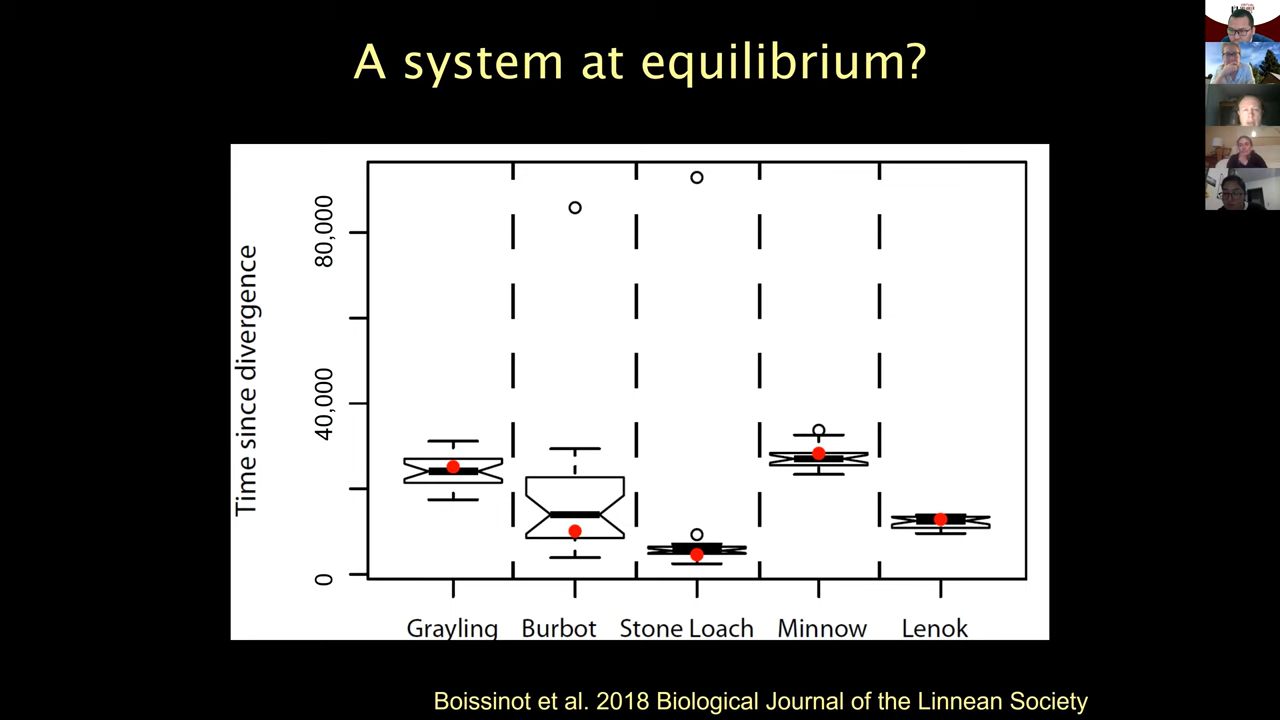 A system at equilibrium?
Time since divergence
80,000
40,000
0
Grayling Burbot Stone Loach Minnow Lenok
Boissinot et al. 2018 Biological Journal of the Linnean Society